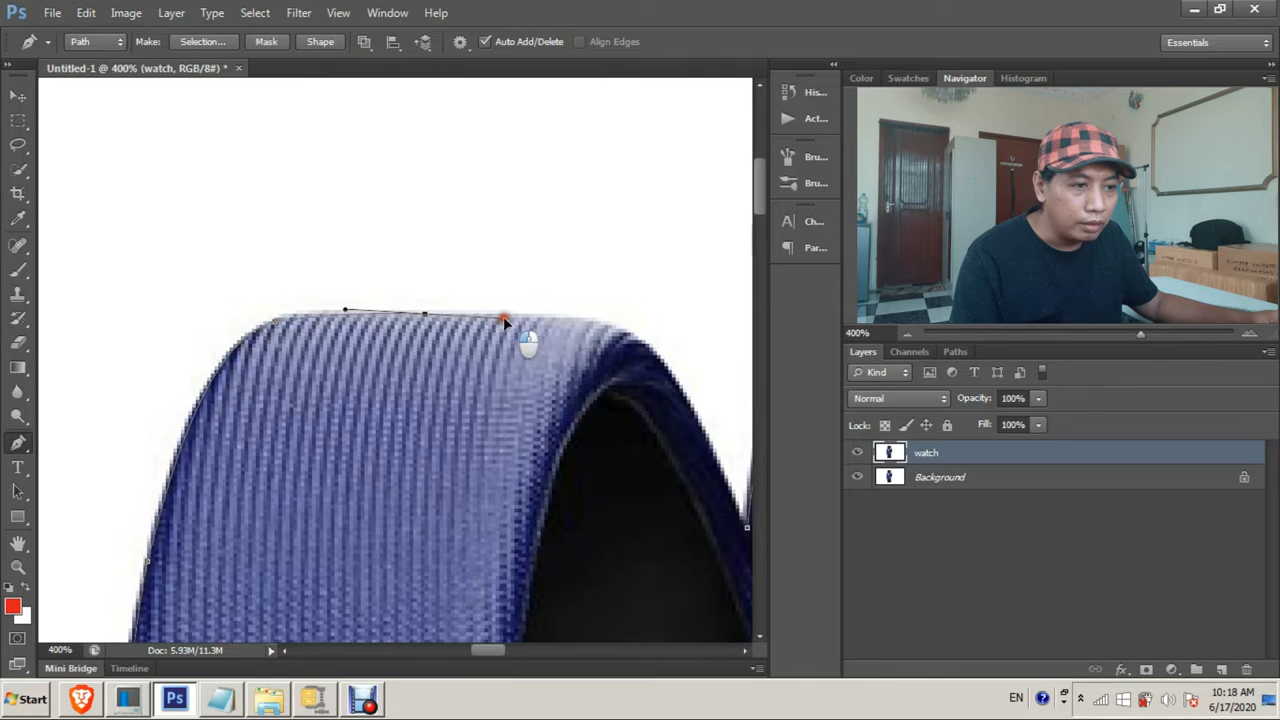 Ps File Edit Image Layer Type Select Filter View Window Help
Path Make: Selection... Mask Shape Auto Add/Delete Align Edges Essentials
Untitled-1 @ 400% (watch, RGB/8#) * ×
Color Swatches Navigator Histogram
His...
Act...
Bru...
Bru...
Ch...
Par...
400%
Layers Channels Paths
Kind
Normal Opacity: 100%
Lock: Fill: 100%
watch
Background
400% Doc: 5.93M/11.3M
Mini Bridge Timeline
Start Ps EN 10:18 AM
6/17/2020